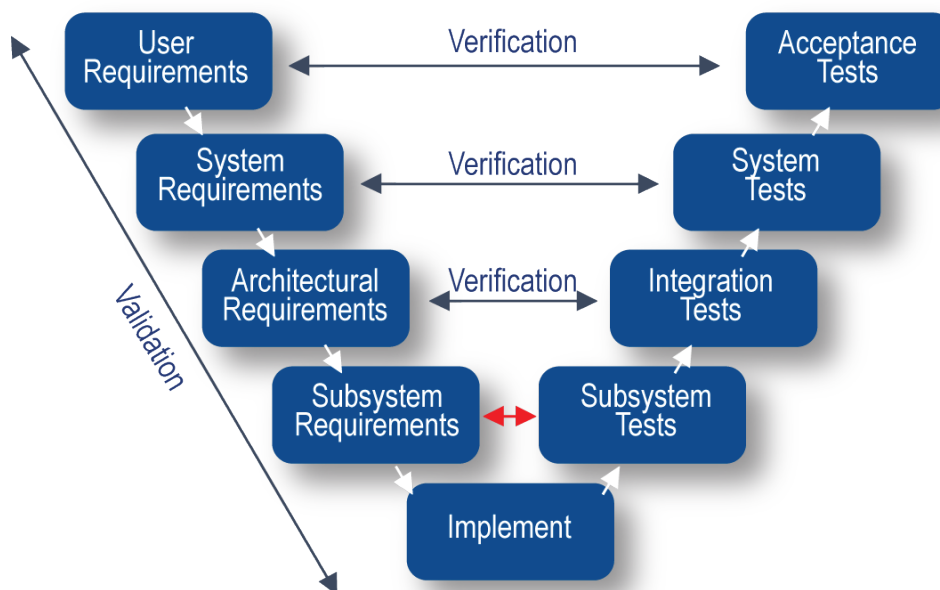 User
Requirements
Verification
Acceptance
Tests
System
Requirements
Verification
System
Tests
Architectural
Requirements
Verification
Integration
Tests
Validation
Subsystem
Requirements
Subsystem
Tests
Implement